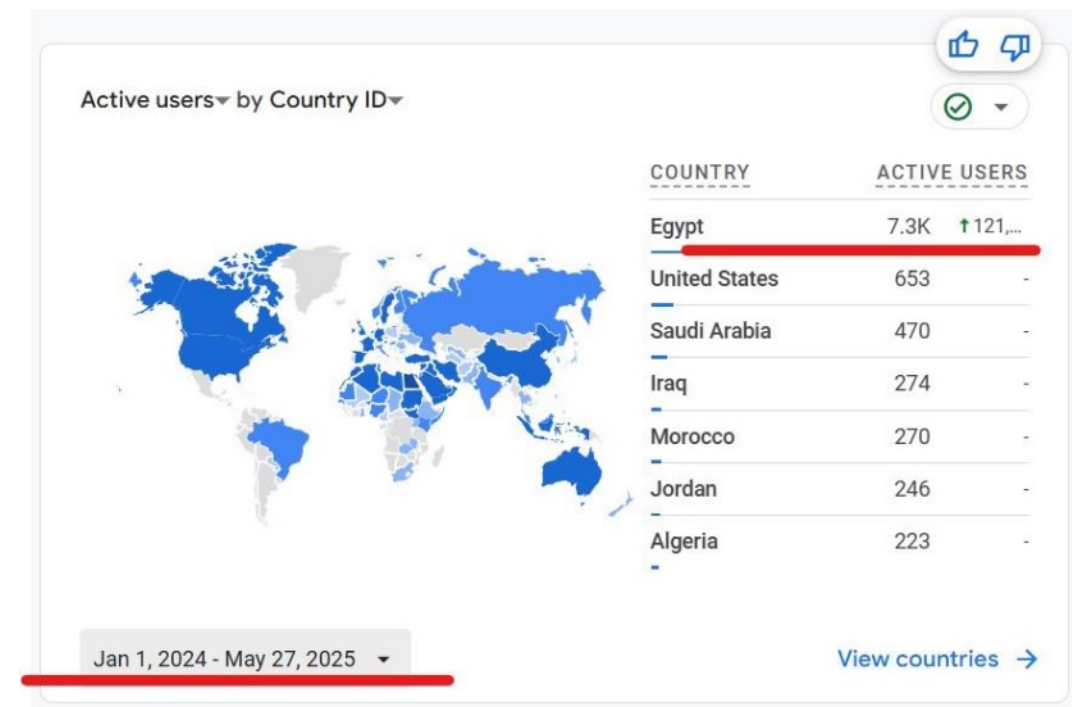 Active users by Country ID
COUNTRY ACTIVE USERS
Egypt 7.3K ↑ 121,...
United States 653 -
Saudi Arabia 470 -
Iraq 274 -
Morocco 270 -
Jordan 246 -
Algeria 223 -
Jan 1, 2024 - May 27, 2025
View countries →